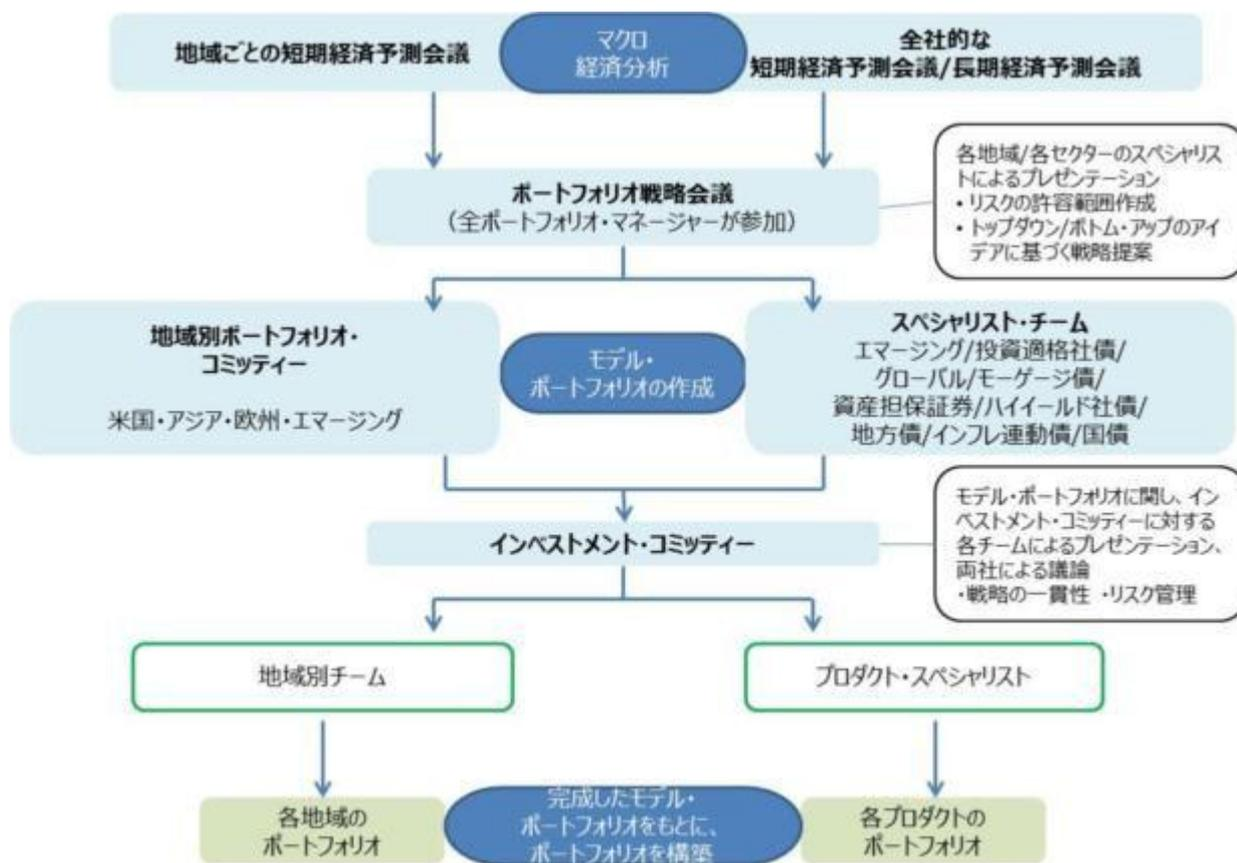 地域ごとの短期経済予測会議
マクロ
経済分析
全社的な
短期経済予測会議/長期経済予測会議
ポートフォリオ戦略会議
(全ポートフォリオ・マネージャーが参加)
各地域/各セクターのスペシャリス
トによるプレゼンテーション
• リスクの許容範囲作成
• トップダウン/ボトム・アップのアイ
デアに基づく戦略提案
地域別ポートフォリオ・
コミッティー
米国・アジア・欧州・エマージング
モデル・
ポートフォリオの作成
スペシャリスト・チーム
エマージング/投資適格社債/
グローバル/モーゲージ債/
資産担保証券/ハイイールド社債/
地方債/インフレ連動債/国債
インベストメント・コミッティー
モデル・ポートフォリオに関し、イン
ベストメント・コミッティーに対する
各チームによるプレゼンテーション、
両社による議論
・戦略の一貫性 ・リスク管理
地域別チーム
プロダクト・スペシャリスト
各地域の
ポートフォリオ
完成したモデル・
ポートフォリオをもとに、
ポートフォリオを構築
各プロダクトの
ポートフォリオ